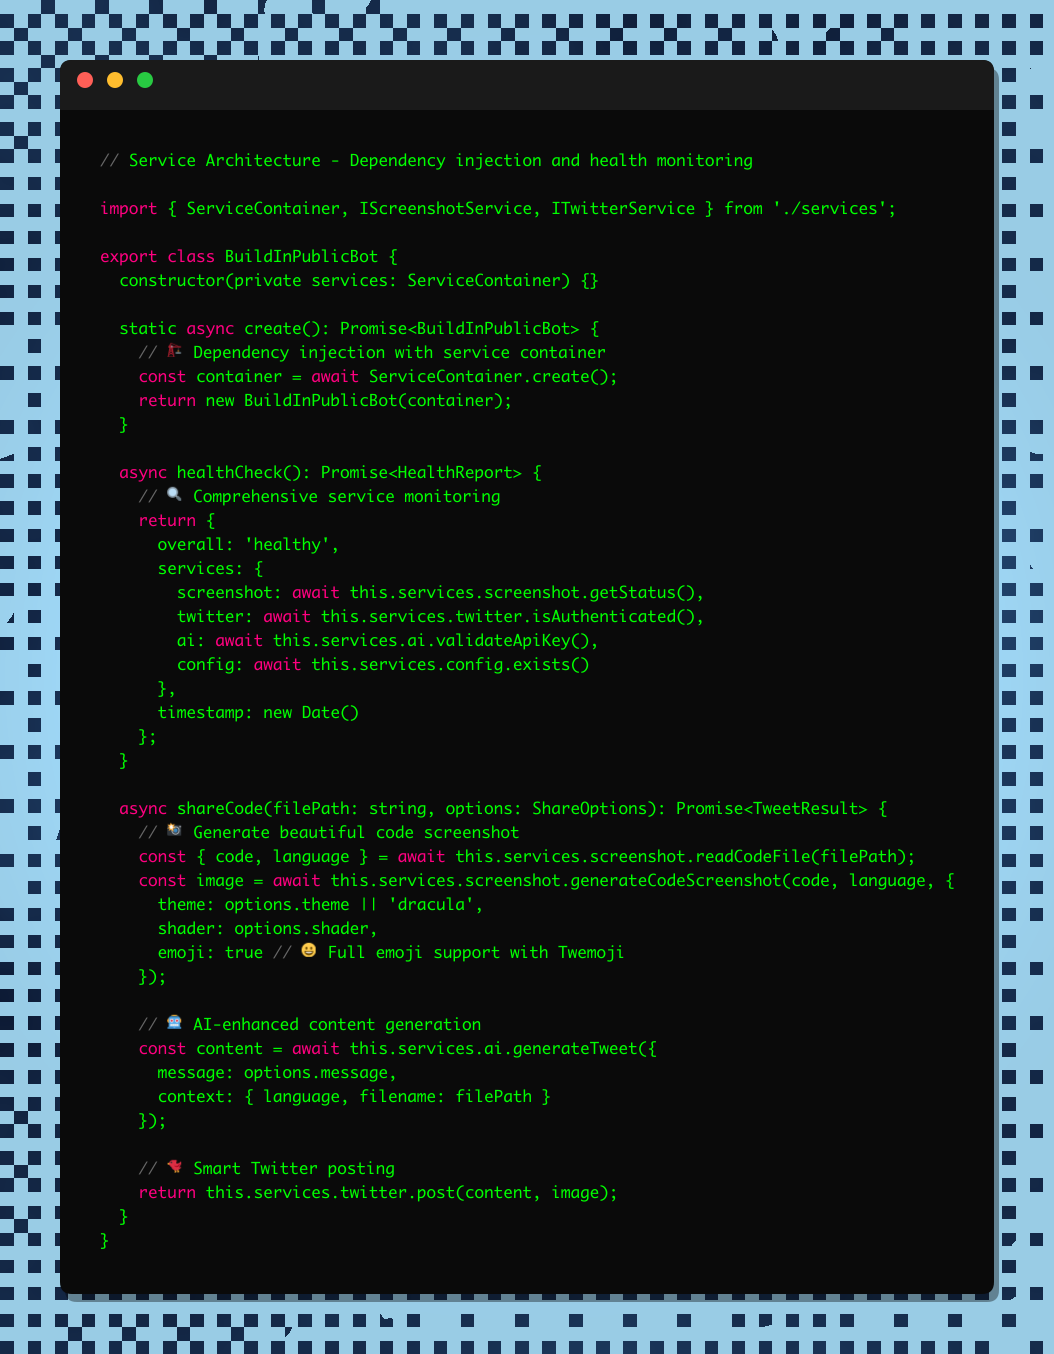 // Service Architecture - Dependency injection and health monitoring
import { ServiceContainer, IScreenshotService, ITwitterService } from './services';
export class BuildInPublicBot {
  constructor(private services: ServiceContainer) {}
  static async create(): Promise<BuildInPublicBot> {
    // 🏗️ Dependency injection with service container
    const container = await ServiceContainer.create();
    return new BuildInPublicBot(container);
  }
  async healthCheck(): Promise<HealthReport> {
    // 🔍 Comprehensive service monitoring
    return {
      overall: 'healthy',
      services: {
        screenshot: await this.services.screenshot.getStatus(),
        twitter: await this.services.twitter.isAuthenticated(),
        ai: await this.services.ai.validateApiKey(),
        config: await this.services.config.exists()
      },
      timestamp: new Date()
    };
  }
  async shareCode(filePath: string, options: ShareOptions): Promise<TweetResult> {
    // 📸 Generate beautiful code screenshot
    const { code, language } = await this.services.screenshot.readCodeFile(filePath);
    const image = await this.services.screenshot.generateCodeScreenshot(code, language, {
      theme: options.theme || 'dracula',
      shader: options.shader,
      emoji: true // 😀 Full emoji support with Twemoji
    });
    // 🤖 AI-enhanced content generation
    const content = await this.services.ai.generateTweet({
      message: options.message,
      context: { language, filename: filePath }
    });
    // 🐦 Smart Twitter posting
    return this.services.twitter.post(content, image);
  }
}